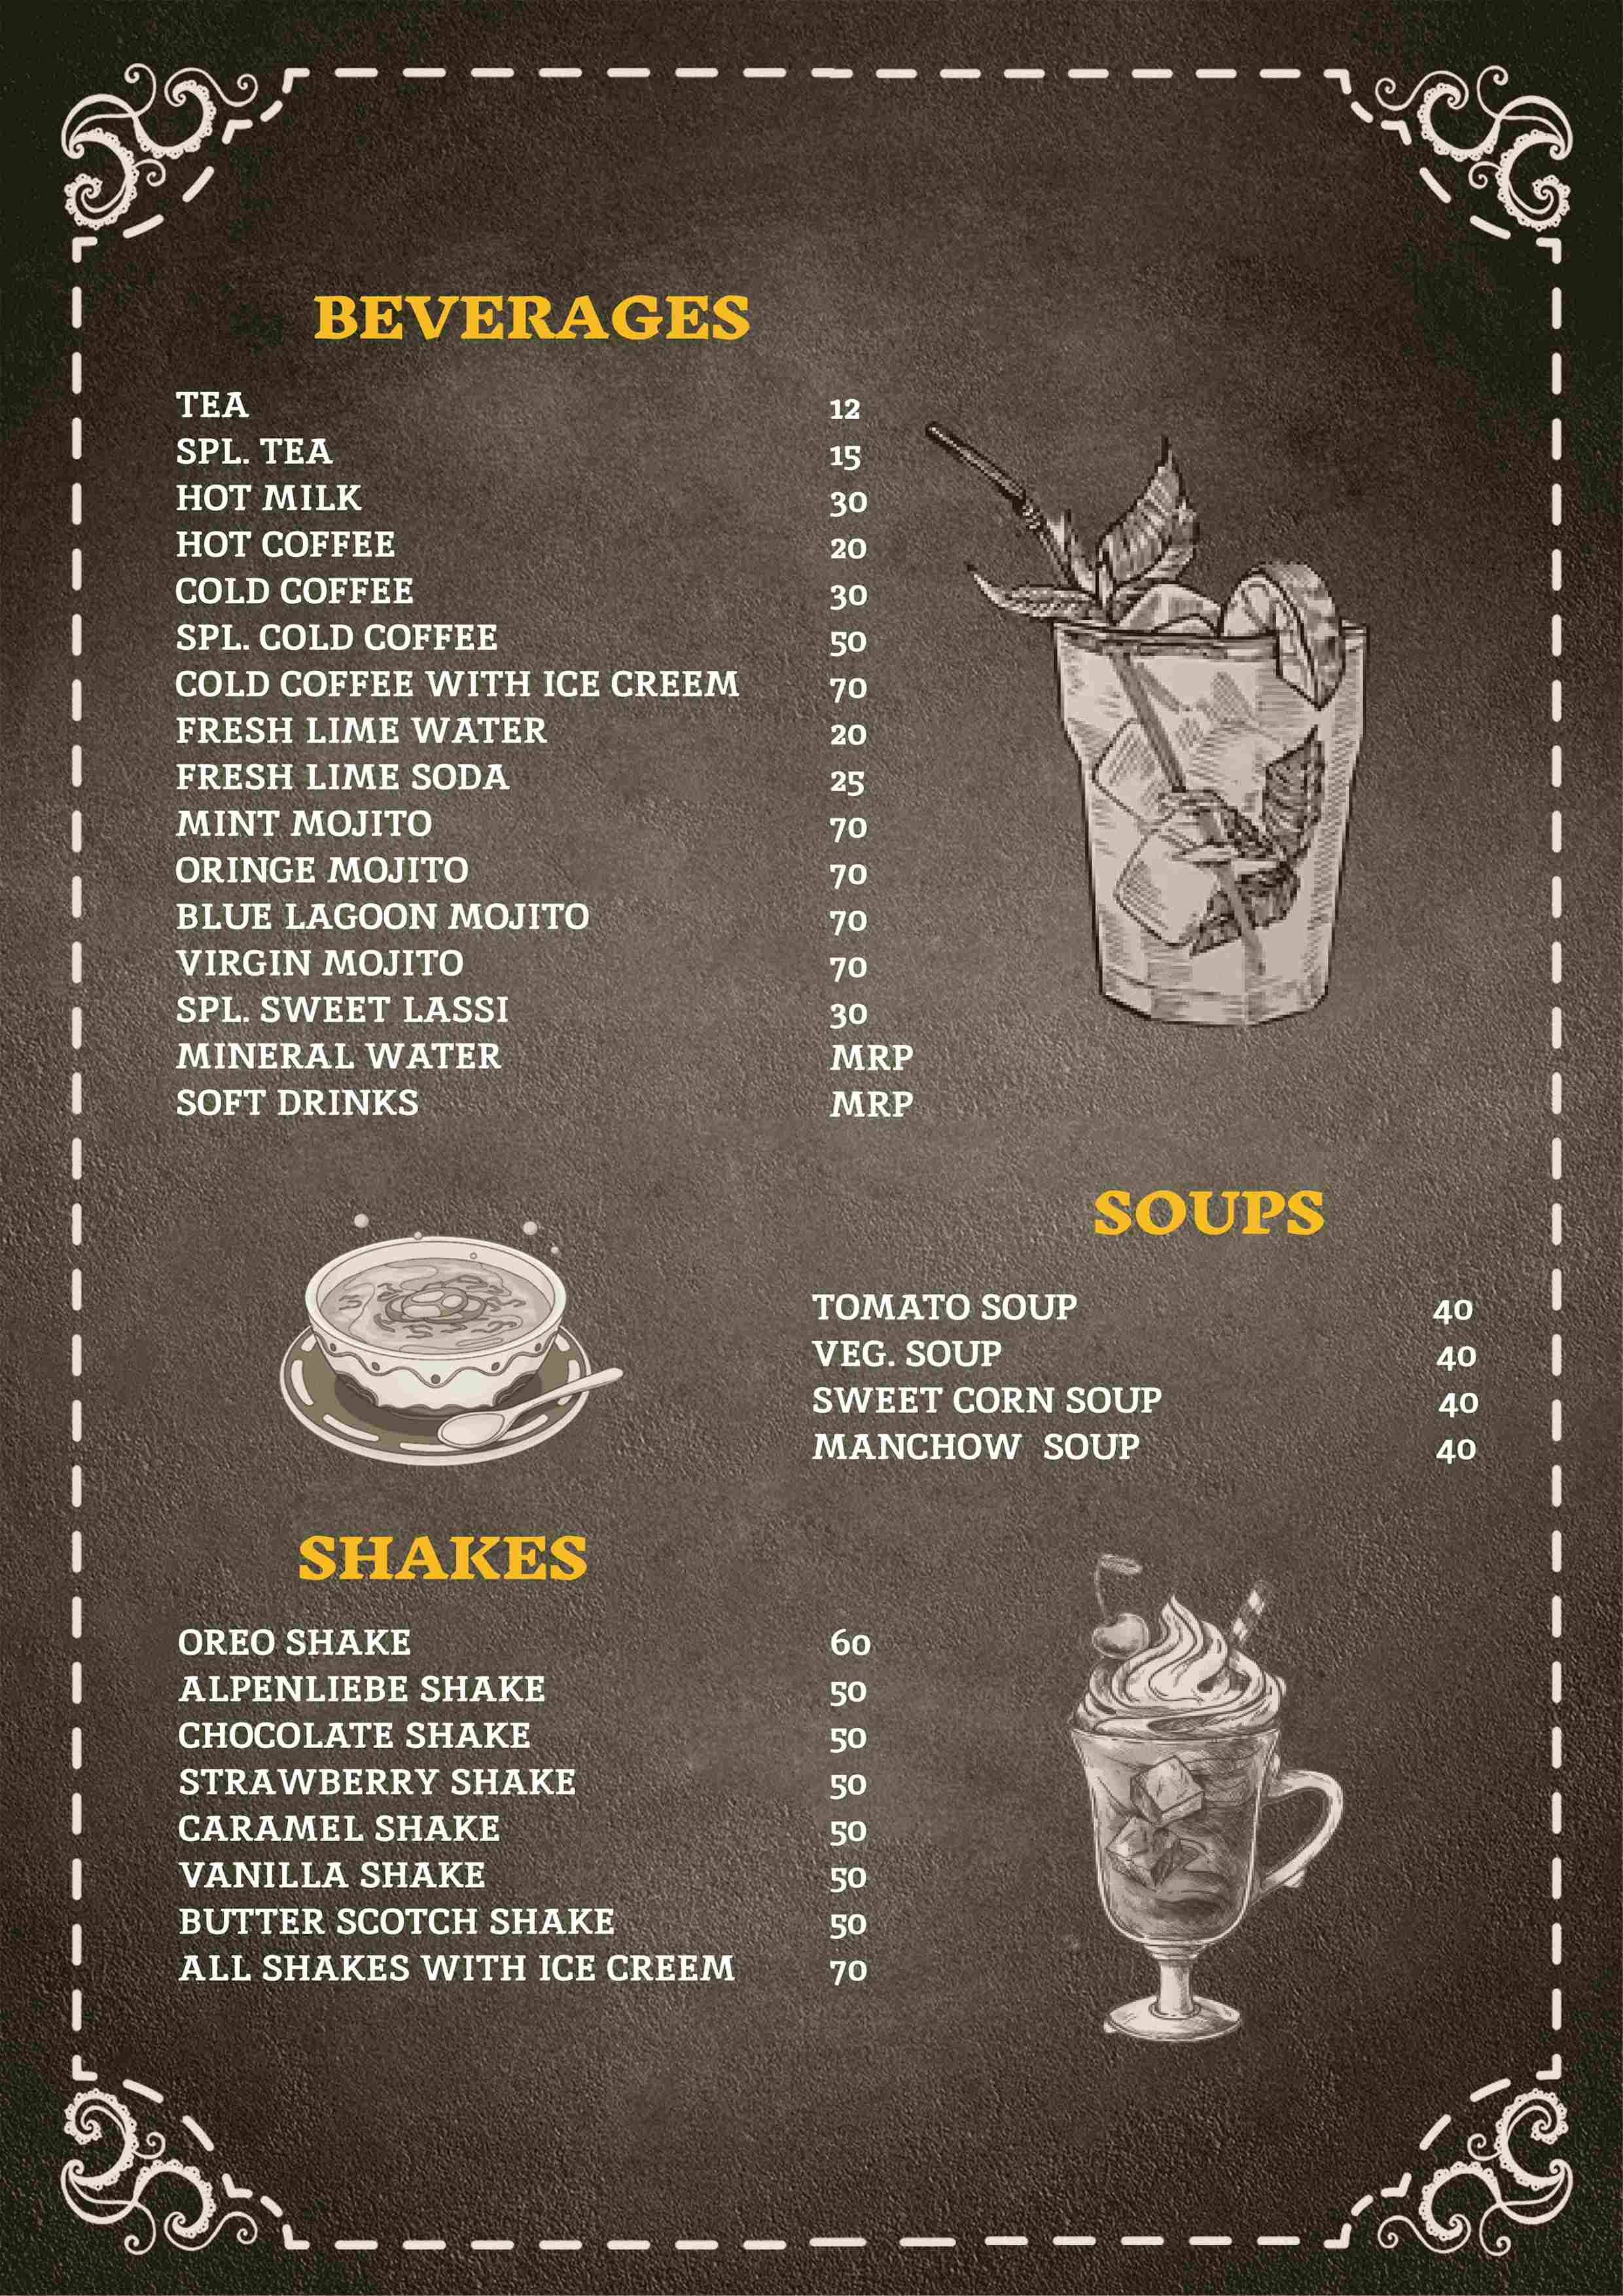 BEVERAGES
TEA 12
SPL. TEA 15
HOT MILK 30
HOT COFFEE 20
COLD COFFEE 30
SPL. COLD COFFEE 50
COLD COFFEE WITH ICE CREEM 70
FRESH LIME WATER 20
FRESH LIME SODA 25
MINT MOJITO 70
ORINGE MOJITO 70
BLUE LAGOON MOJITO 70
VIRGIN MOJITO 70
SPL. SWEET LASSI 30
MINERAL WATER MRP
SOFT DRINKS MRP
SOUPS
TOMATO SOUP 40
VEG. SOUP 40
SWEET CORN SOUP 40
MANCHOW SOUP 40
SHAKES
OREO SHAKE 60
ALPENLIEBE SHAKE 50
CHOCOLATE SHAKE 50
STRAWBERRY SHAKE 50
CARAMEL SHAKE 50
VANILLA SHAKE 50
BUTTER SCOTCH SHAKE 50
ALL SHAKES WITH ICE CREEM 70